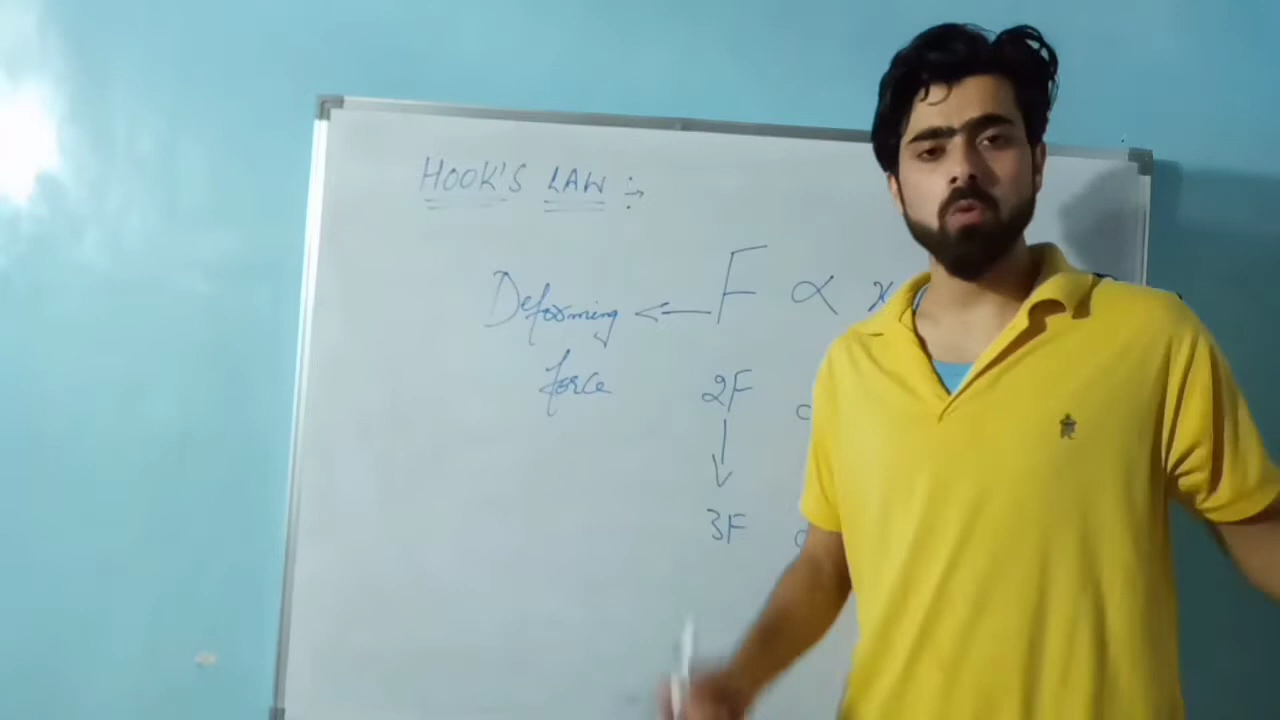 HOOK'S LAW :→
Deforming ← F ∝ x
force
2F
↓
3F